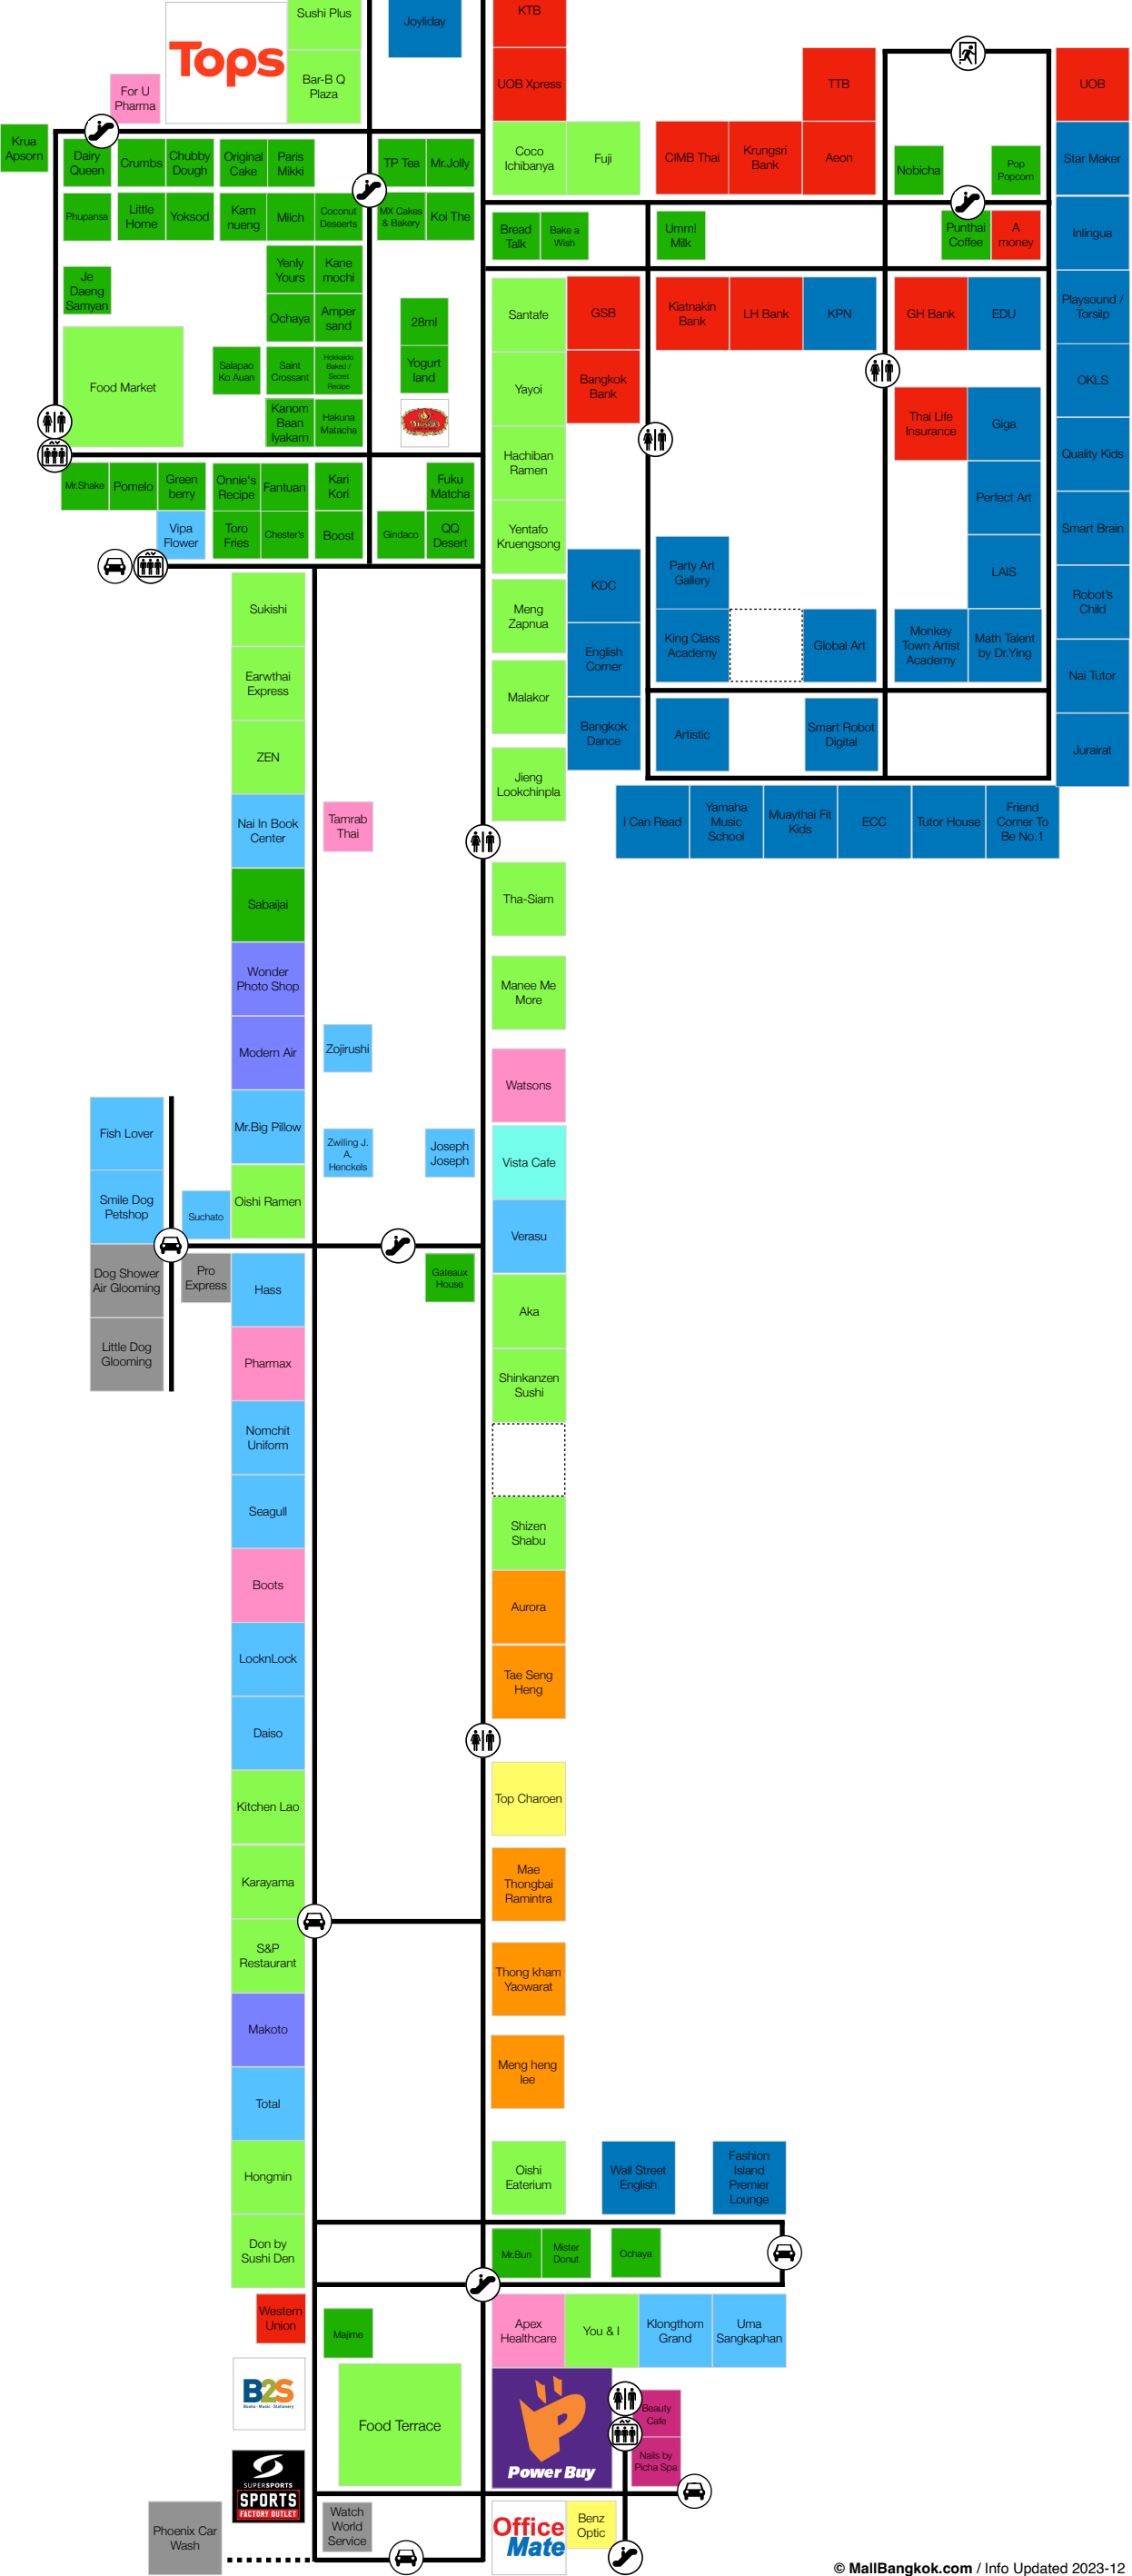 Sushi Plus
Joyliday
KTB
Tops
Bar-B Q
Plaza
UOB Xpress
TTB
UOB
For U
Pharma
Krua
Apsorn
Dairy
Queen
Crumbs
Chubby
Dough
Original
Cake
Paris
Mikki
TP Tea
Mr.Jolly
Coco
Ichibanya
Fuji
CIMB Thai
Krungsri
Bank
Aeon
Nobicha
Pop
Popcorn
Star Maker
Phupansa
Little
Home
Yoksod
Kam
nueng
Milch
Coconut
Deseerts
MX Cakes
& Bakery
Koi The
Bread
Talk
Bake a
Wish
Umm!
Milk
Punthai
Coffee
A
money
Inlingua
Je
Daeng
Samyan
Yenly
Yours
Kane
mochi
Ochaya
Amper
sand
28ml
Santafe
GSB
Kiatnakin
Bank
LH Bank
KPN
GH Bank
EDU
Playsound /
Torsilp
Food Market
Salapao
Ko Auan
Saint
Crossant
Hokkaido
Baked /
Secret
Recipe
Yogurt
land
Yayoi
Bangkok
Bank
OKLS
Kanom
Baan
Iyakarn
Hakuna
Matacha
Thai Life
Insurance
Giga
Hachiban
Ramen
Quality Kids
Mr.Shake
Pomelo
Green
berry
Onnie's
Recipe
Fantuan
Kari
Kori
Fuku
Matcha
Perfect Art
Vipa
Flower
Toro
Fries
Chester's
Boost
Gindaco
QQ
Desert
Yentafo
Kruengsong
Smart Brain
KDC
Party Art
Gallery
LAIS
Sukishi
Meng
Zapnua
Robot's
Child
English
Corner
King Class
Academy
Global Art
Monkey
Town Artist
Academy
Math Talent
by Dr.Ying
Earwthai
Express
Malakor
Nai Tutor
Bangkok
Dance
Artistic
Smart Robot
Digital
ZEN
Jieng
Lookchinpla
Jurairat
Nai In Book
Center
Tamrab
Thai
I Can Read
Yamaha
Music
School
Muaythai Fit
Kids
ECC
Tutor House
Friend
Corner To
Be No.1
Sabaijai
Tha-Siam
Wonder
Photo Shop
Manee Me
More
Modern Air
Zojirushi
Watsons
Fish Lover
Mr.Big Pillow
Zwilling J.
A.
Henckels
Joseph
Joseph
Vista Cafe
Smile Dog
Petshop
Suchato
Oishi Ramen
Verasu
Dog Shower
Air Glooming
Pro
Express
Hass
Gateaux
House
Aka
Little Dog
Glooming
Pharmax
Shinkanzen
Sushi
Nomchit
Uniform
Seagull
Shizen
Shabu
Boots
Aurora
LocknLock
Tae Seng
Heng
Daiso
Kitchen Lao
Top Charoen
Karayama
Mae
Thongbai
Ramintra
S&P
Restaurant
Thong kham
Yaowarat
Makoto
Meng heng
lee
Total
Hongmin
Oishi
Eaterium
Wall Street
English
Fashion
Island
Premier
Lounge
Don by
Sushi Den
Mr.Bun
Mister
Donut
Ochaya
Western
Union
Majime
Apex
Healthcare
You & I
Klongthom
Grand
Uma
Sangkaphan
B2S
Books · Music · Stationery
Food Terrace
Power Buy
Beauty
Cafe
Nails by
Picha Spa
SUPERSPORTS
SPORTS
FACTORY OUTLET
Phoenix Car
Wash
Watch
World
Service
Office
Mate
Benz
Optic
© MallBangkok.com / Info Updated 2023-12